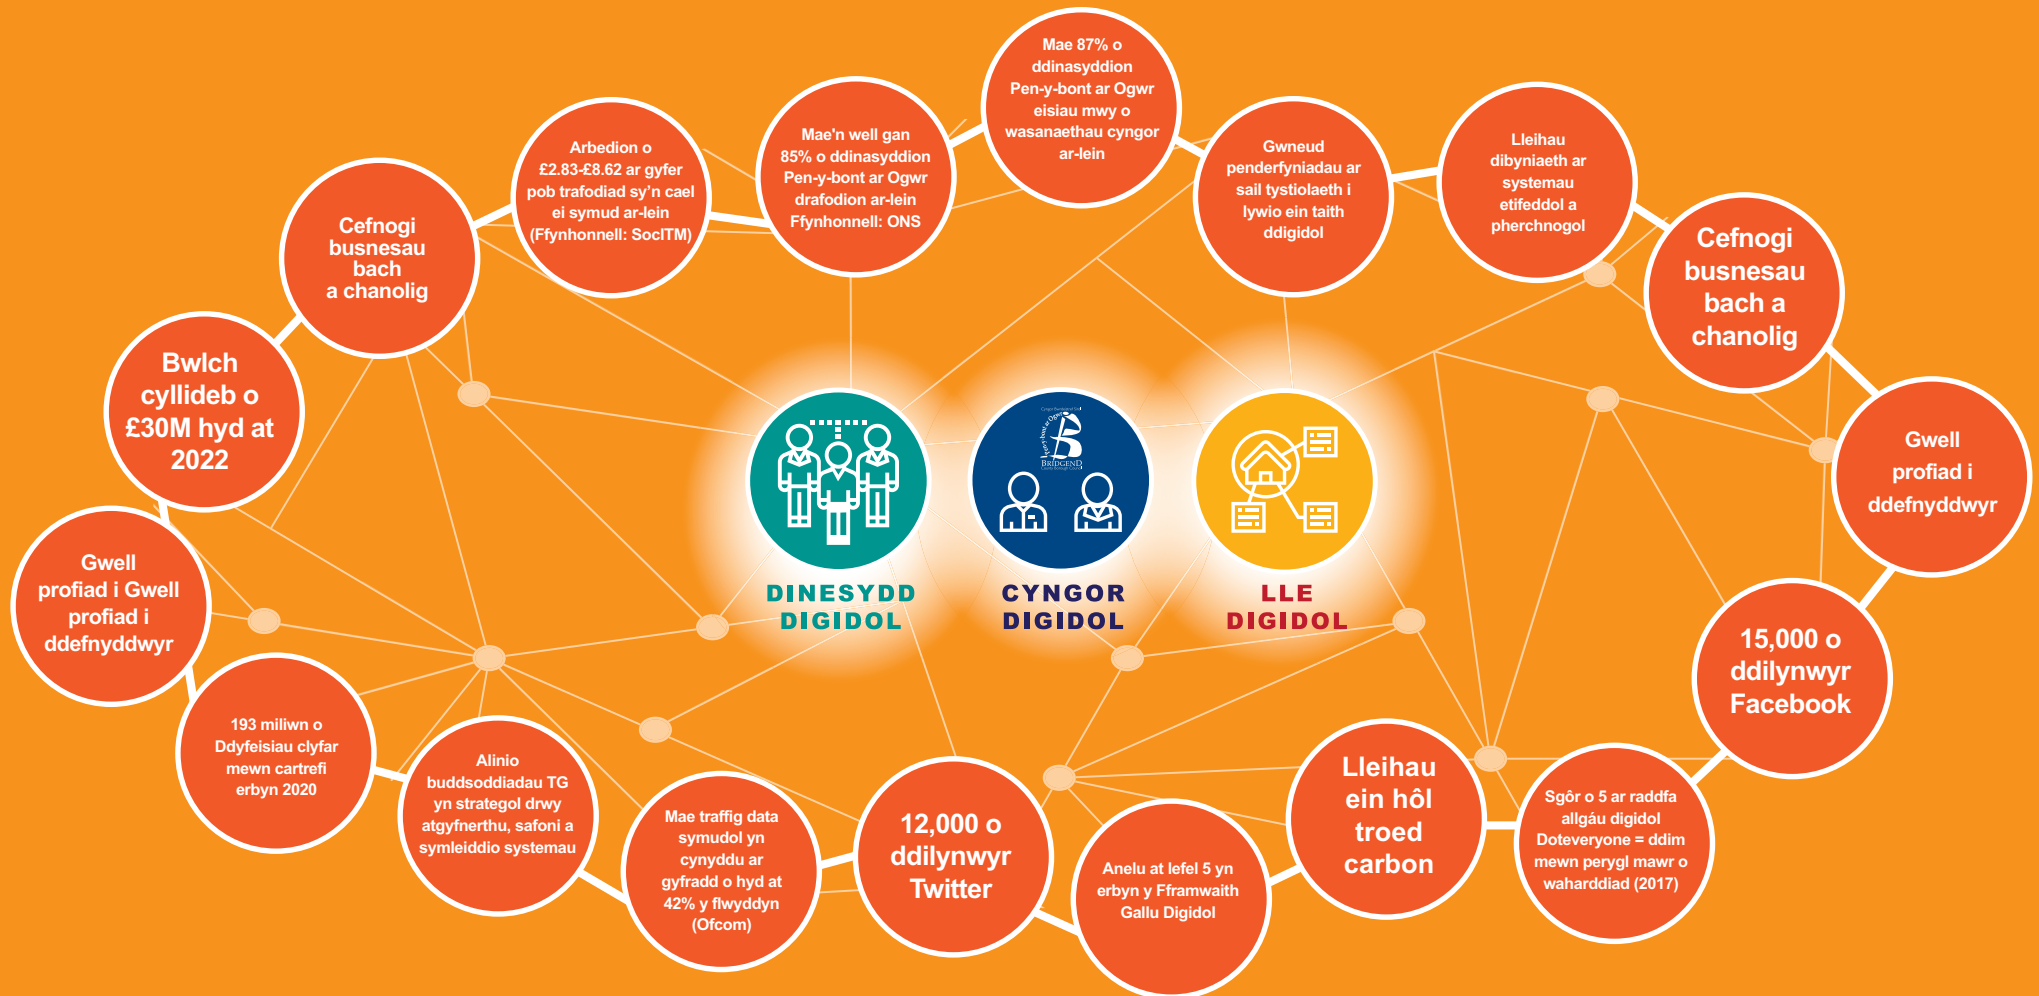 Mae 87% o
ddinasyddion
Pen-y-bont ar Ogwr
eisiau mwy o
wasanaethau cyngor
ar-lein
Mae'n well gan
85% o ddinasyddion
Pen-y-bont ar Ogwr
drafodion ar-lein
Ffynhonnell: ONS
Arbedion o
£2.83-£8.62 ar gyfer
pob trafodiad sy'n cael
ei symud ar-lein
(Ffynhonnell: SocITM)
Cefnogi
busnesau
bach
a chanolig
Bwlch
cyllideb o
£30M hyd at
2022
Gwell
profiad i Gwell
profiad i
ddefnyddwyr
193 miliwn o
Ddyfeisiau clyfar
mewn cartrefi
erbyn 2020
Alinio
buddsoddiadau TG
yn strategol drwy
atgyfnerthu, safoni a
symleiddio systemau
Mae traffig data
symudol yn
cynyddu ar
gyfradd o hyd at
42% y flwyddyn
(Ofcom)
12,000 o
ddilynwyr
Twitter
Anelu at lefel 5 yn
erbyn y Fframwaith
Gallu Digidol
Lleihau
ein hôl
troed
carbon
Sgôr o 5 ar raddfa
allgáu digidol
Doteveryone = ddim
mewn perygl mawr o
waharddiad (2017)
15,000 o
ddilynwyr
Facebook
Gwell
profiad i
ddefnyddwyr
Cefnogi
busnesau
bach a
chanolig
Lleihau
dibyniaeth ar
systemau
etifeddol a
pherchnogol
Gwneud
penderfyniadau ar
sail tystiolaeth i
lywio ein taith
ddigidol
DINESYDD
DIGIDOL
Pen-y-bont ar Ogwr
BRIDGEND
County Borough Council
CYNGOR
DIGIDOL
LLE
DIGIDOL